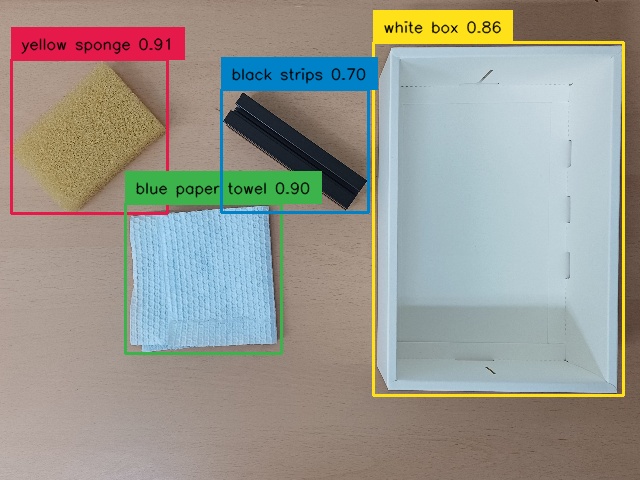 white box 0.86
yellow sponge 0.91
black strips 0.70
blue paper towel 0.90